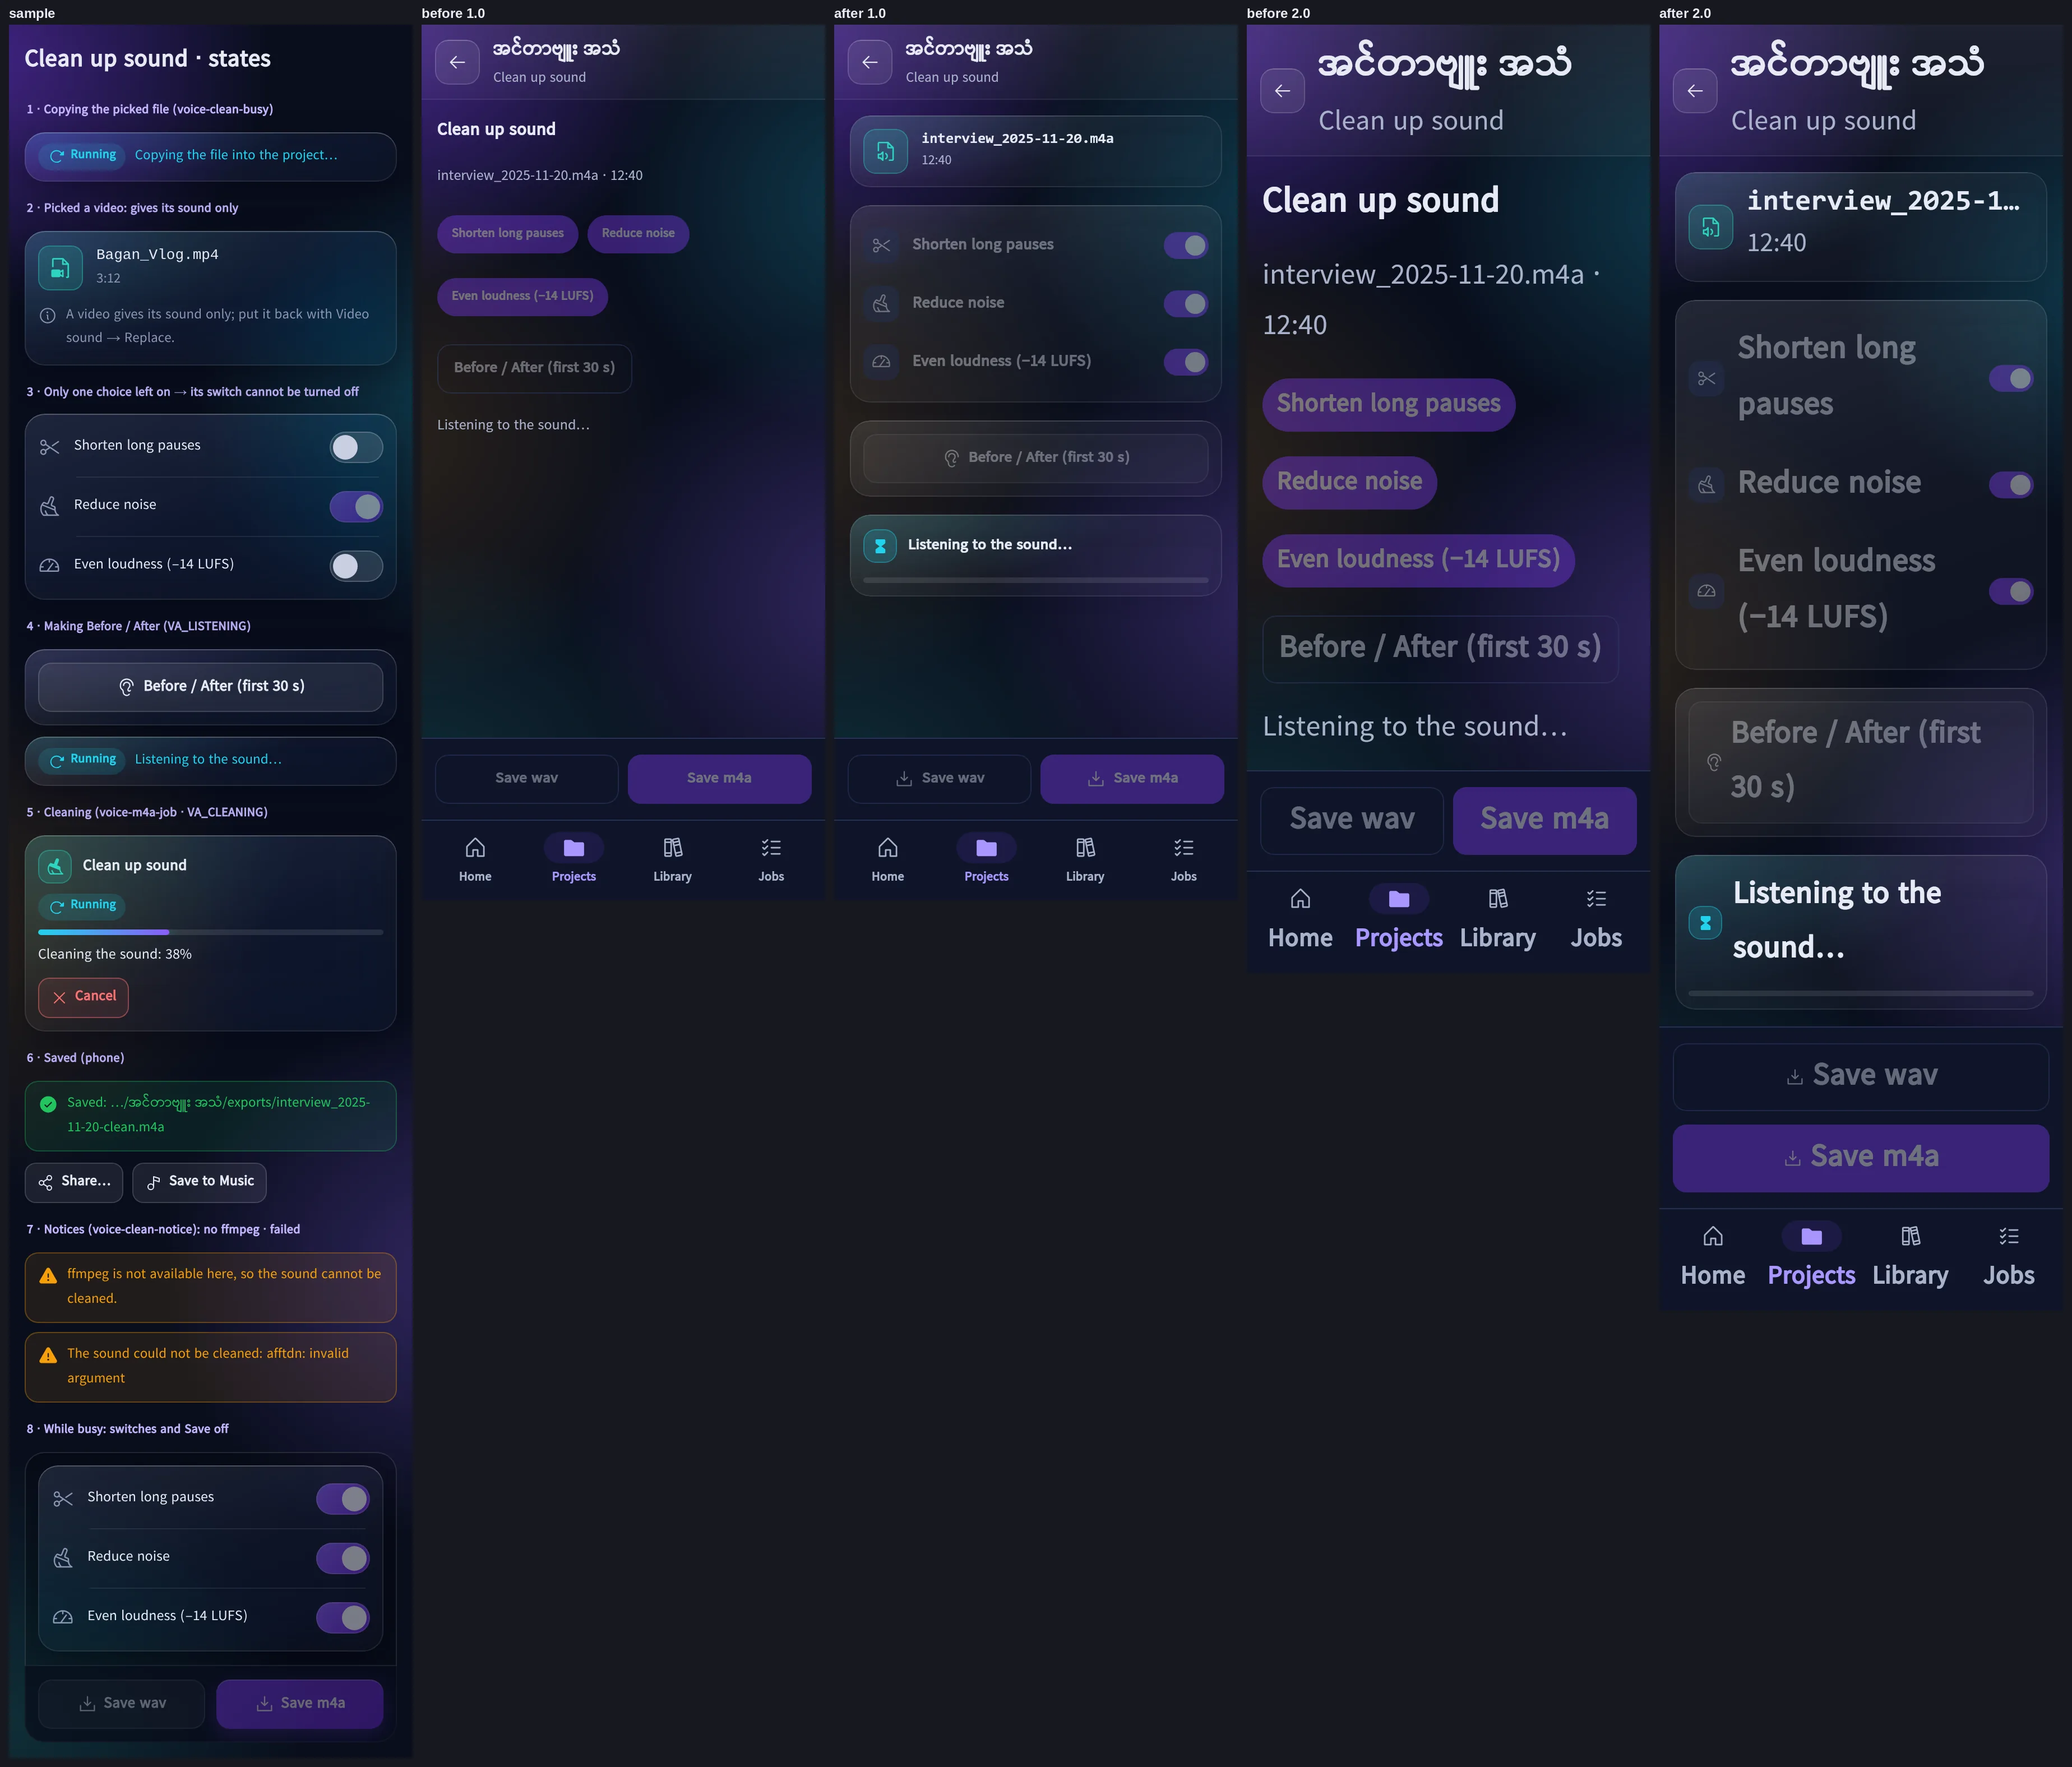 sample
Clean up sound · states
1 · Copying the picked file (voice-clean-busy)
Running Copying the file into the project...
2 · Picked a video: gives its sound only
Bagan_Vlog.mp4
3:12
A video gives its sound only; put it back with Video
sound → Replace.
3 · Only one choice left on → its switch cannot be turned off
Shorten long pauses
Reduce noise
Even loudness (−14 LUFS)
4 · Making Before / After (VA_LISTENING)
Before / After (first 30 s)
Running Listening to the sound...
5 · Cleaning (voice-m4a-job · VA_CLEANING)
Clean up sound
Running
Cleaning the sound: 38%
Cancel
6 · Saved (phone)
Saved: .../အင်တာဗျူး အသံ/exports/interview_2025-
11-20-clean.m4a
Share... Save to Music
7 · Notices (voice-clean-notice): no ffmpeg · failed
ffmpeg is not available here, so the sound cannot be
cleaned.
The sound could not be cleaned: afftdn: invalid
argument
8 · While busy: switches and Save off
Shorten long pauses
Reduce noise
Even loudness (−14 LUFS)
Save wav Save m4a
before 1.0
အင်တာဗျူး အသံ
Clean up sound
Clean up sound
interview_2025-11-20.m4a · 12:40
Shorten long pauses Reduce noise
Even loudness (−14 LUFS)
Before / After (first 30 s)
Listening to the sound...
Save wav Save m4a
Home Projects Library Jobs
after 1.0
အင်တာဗျူး အသံ
Clean up sound
interview_2025-11-20.m4a
12:40
Shorten long pauses
Reduce noise
Even loudness (−14 LUFS)
Before / After (first 30 s)
Listening to the sound...
Save wav Save m4a
Home Projects Library Jobs
before 2.0
အင်တာဗျူး အသံ
Clean up sound
Clean up sound
interview_2025-11-20.m4a ·
12:40
Shorten long pauses
Reduce noise
Even loudness (−14 LUFS)
Before / After (first 30 s)
Listening to the sound...
Save wav Save m4a
Home Projects Library Jobs
after 2.0
အင်တာဗျူး အသံ
Clean up sound
interview_2025-1...
12:40
Shorten long
pauses
Reduce noise
Even loudness
(−14 LUFS)
Before / After (first
30 s)
Listening to the
sound...
Save wav
Save m4a
Home Projects Library Jobs